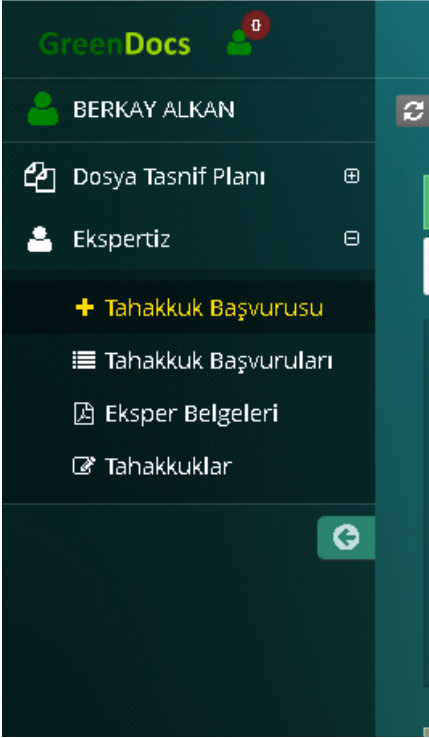 GreenDocs 0
BERKAY ALKAN
Dosya Tasnif Planı
Ekspertiz
Tahakkuk Başvurusu
Tahakkuk Başvuruları
Eksper Belgeleri
Tahakkuklar